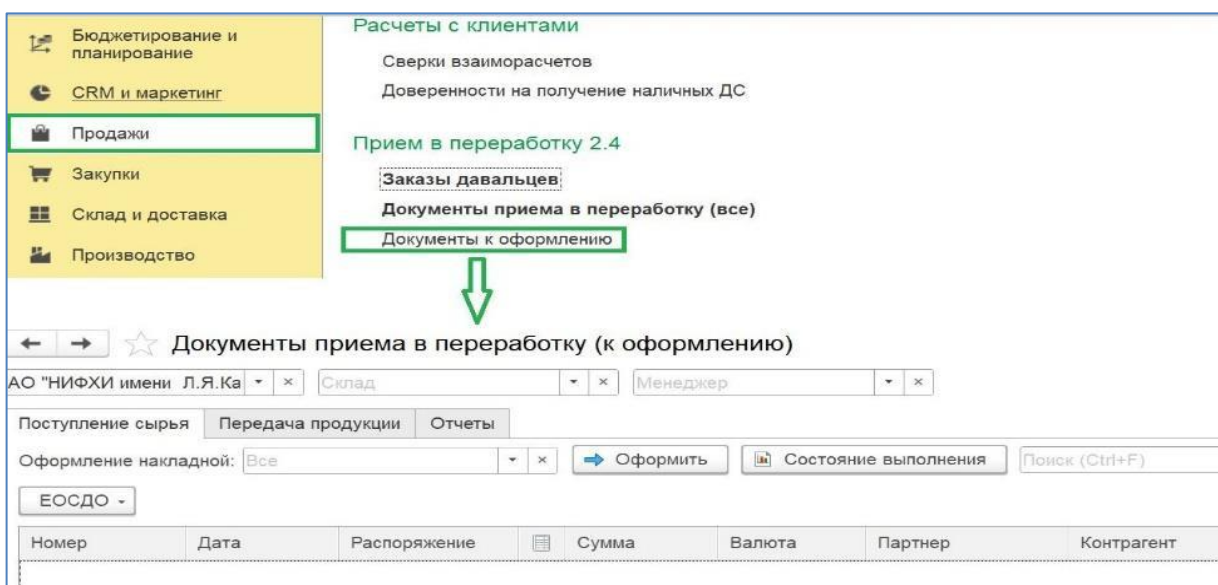 Бюджетирование и
планирование
CRM и маркетинг
Продажи
Закупки
Склад и доставка
Производство
Расчеты с клиентами
Сверки взаиморасчетов
Доверенности на получение наличных ДС
Прием в переработку 2.4
Заказы давальцев
Документы приема в переработку (все)
Документы к оформлению
Документы приема в переработку (к оформлению)
АО "НИФХИ имени Л.Я.Ка Склад Менеджер
Поступление сырья Передача продукции Отчеты
Оформление накладной: Все Оформить Состояние выполнения Поиск (Ctrl+F)
ЕОСДО
Номер Дата Распоряжение Сумма Валюта Партнер Контрагент